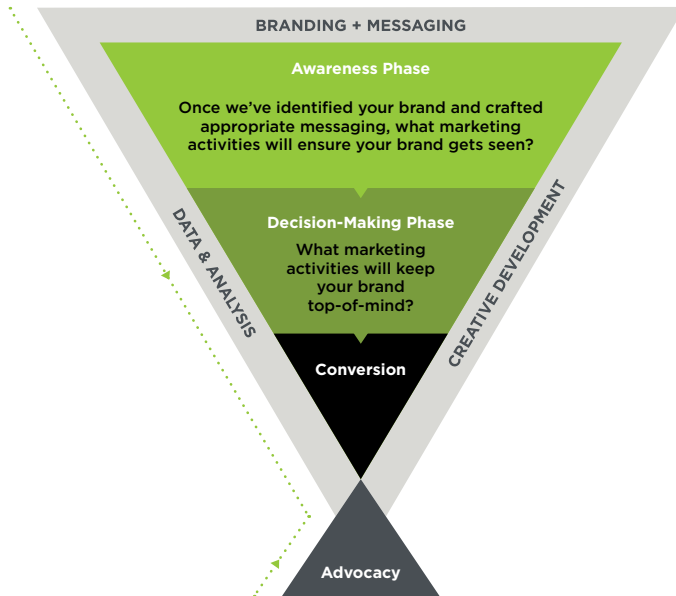 BRANDING + MESSAGING
Awareness Phase
Once we’ve identified your brand and crafted
appropriate messaging, what marketing
activities will ensure your brand gets seen?
Decision-Making Phase
What marketing
activities will keep
your brand
top-of-mind?
DATA & ANALYSIS
CREATIVE DEVELOPMENT
Conversion
Advocacy